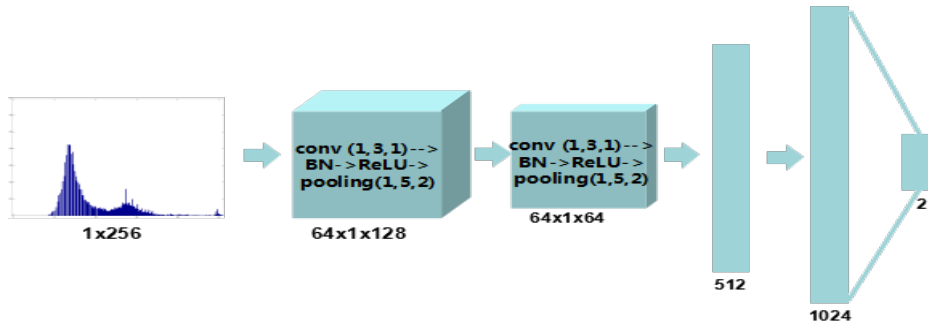 1x256
conv (1,3,1)-->
BN->ReLU->
pooling(1,5,2)
64x1x128
conv (1,3,1)-->
BN->ReLU->
pooling(1,5,2)
64x1x64
512
1024
2